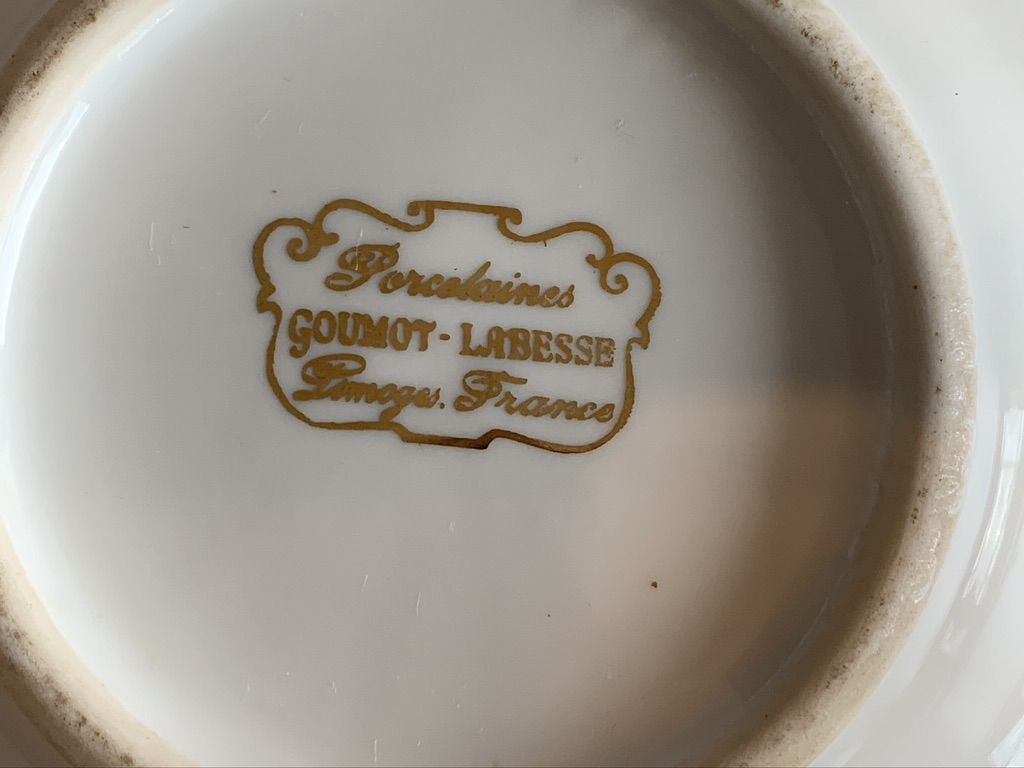 Porcelaines
GOUMOT-LABESSE
Limoges. France